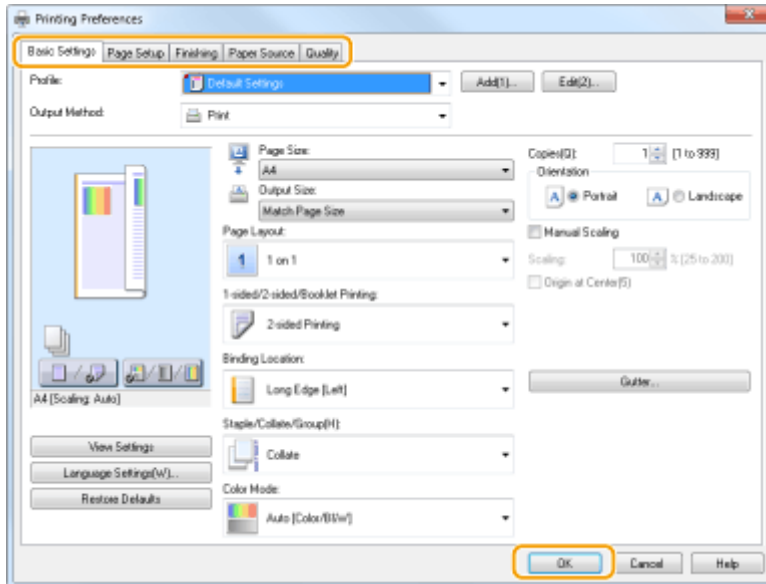 Printing Preferences
Basic Settings Page Setup Finishing Paper Source Quality
Profile: Default Settings Add(1)... Edit(2)...
Output Method: Print
Page Size:
A4
Output Size:
Match Page Size
Page Layout:
1 1 on 1
1-sided/2-sided/Booklet Printing:
2-sided Printing
Binding Location:
Long Edge [Left]
Staple/Collate/Group(H):
Collate
Color Mode:
Auto [Color/B&W]
Copies(Q): 1 [1 to 999]
Orientation
A Portrait A Landscape
Manual Scaling
Scaling: 100 % [25 to 200]
Origin at Center(5)
Gutter...
A4 [Scaling: Auto]
View Settings
Language Settings(W)...
Restore Defaults
OK Cancel Help